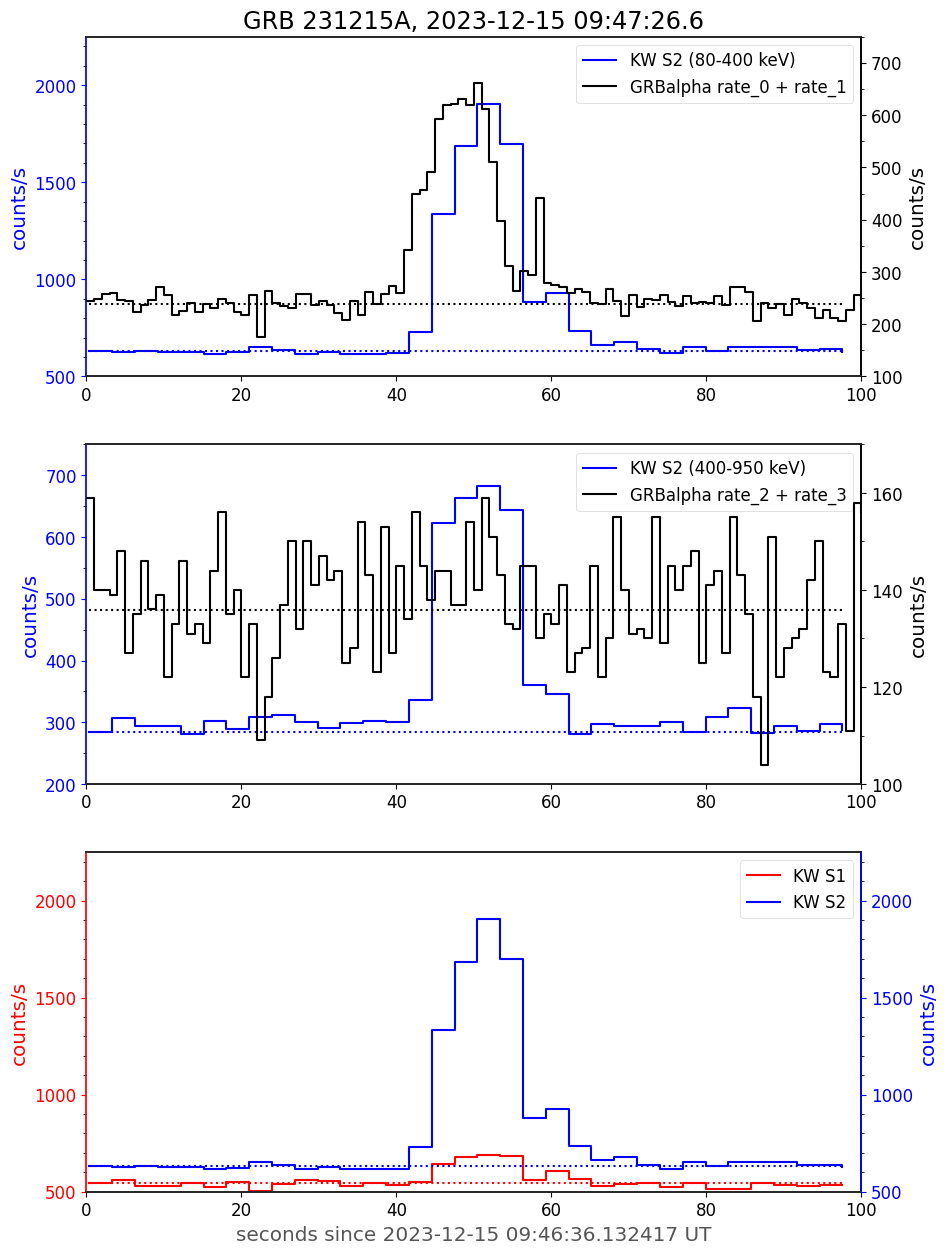 GRB 231215A, 2023-12-15 09:47:26.6
KW S2 (80-400 keV)
GRBalpha rate_0 + rate_1
counts/s
counts/s
2000
1500
1000
500
700
600
500
400
300
200
100
0 20 40 60 80 100
KW S2 (400-950 keV)
GRBalpha rate_2 + rate_3
counts/s
counts/s
700
600
500
400
300
200
160
140
120
100
0 20 40 60 80 100
KW S1
KW S2
counts/s
counts/s
2000
1500
1000
500
2000
1500
1000
500
0 20 40 60 80 100
seconds since 2023-12-15 09:46:36.132417 UT